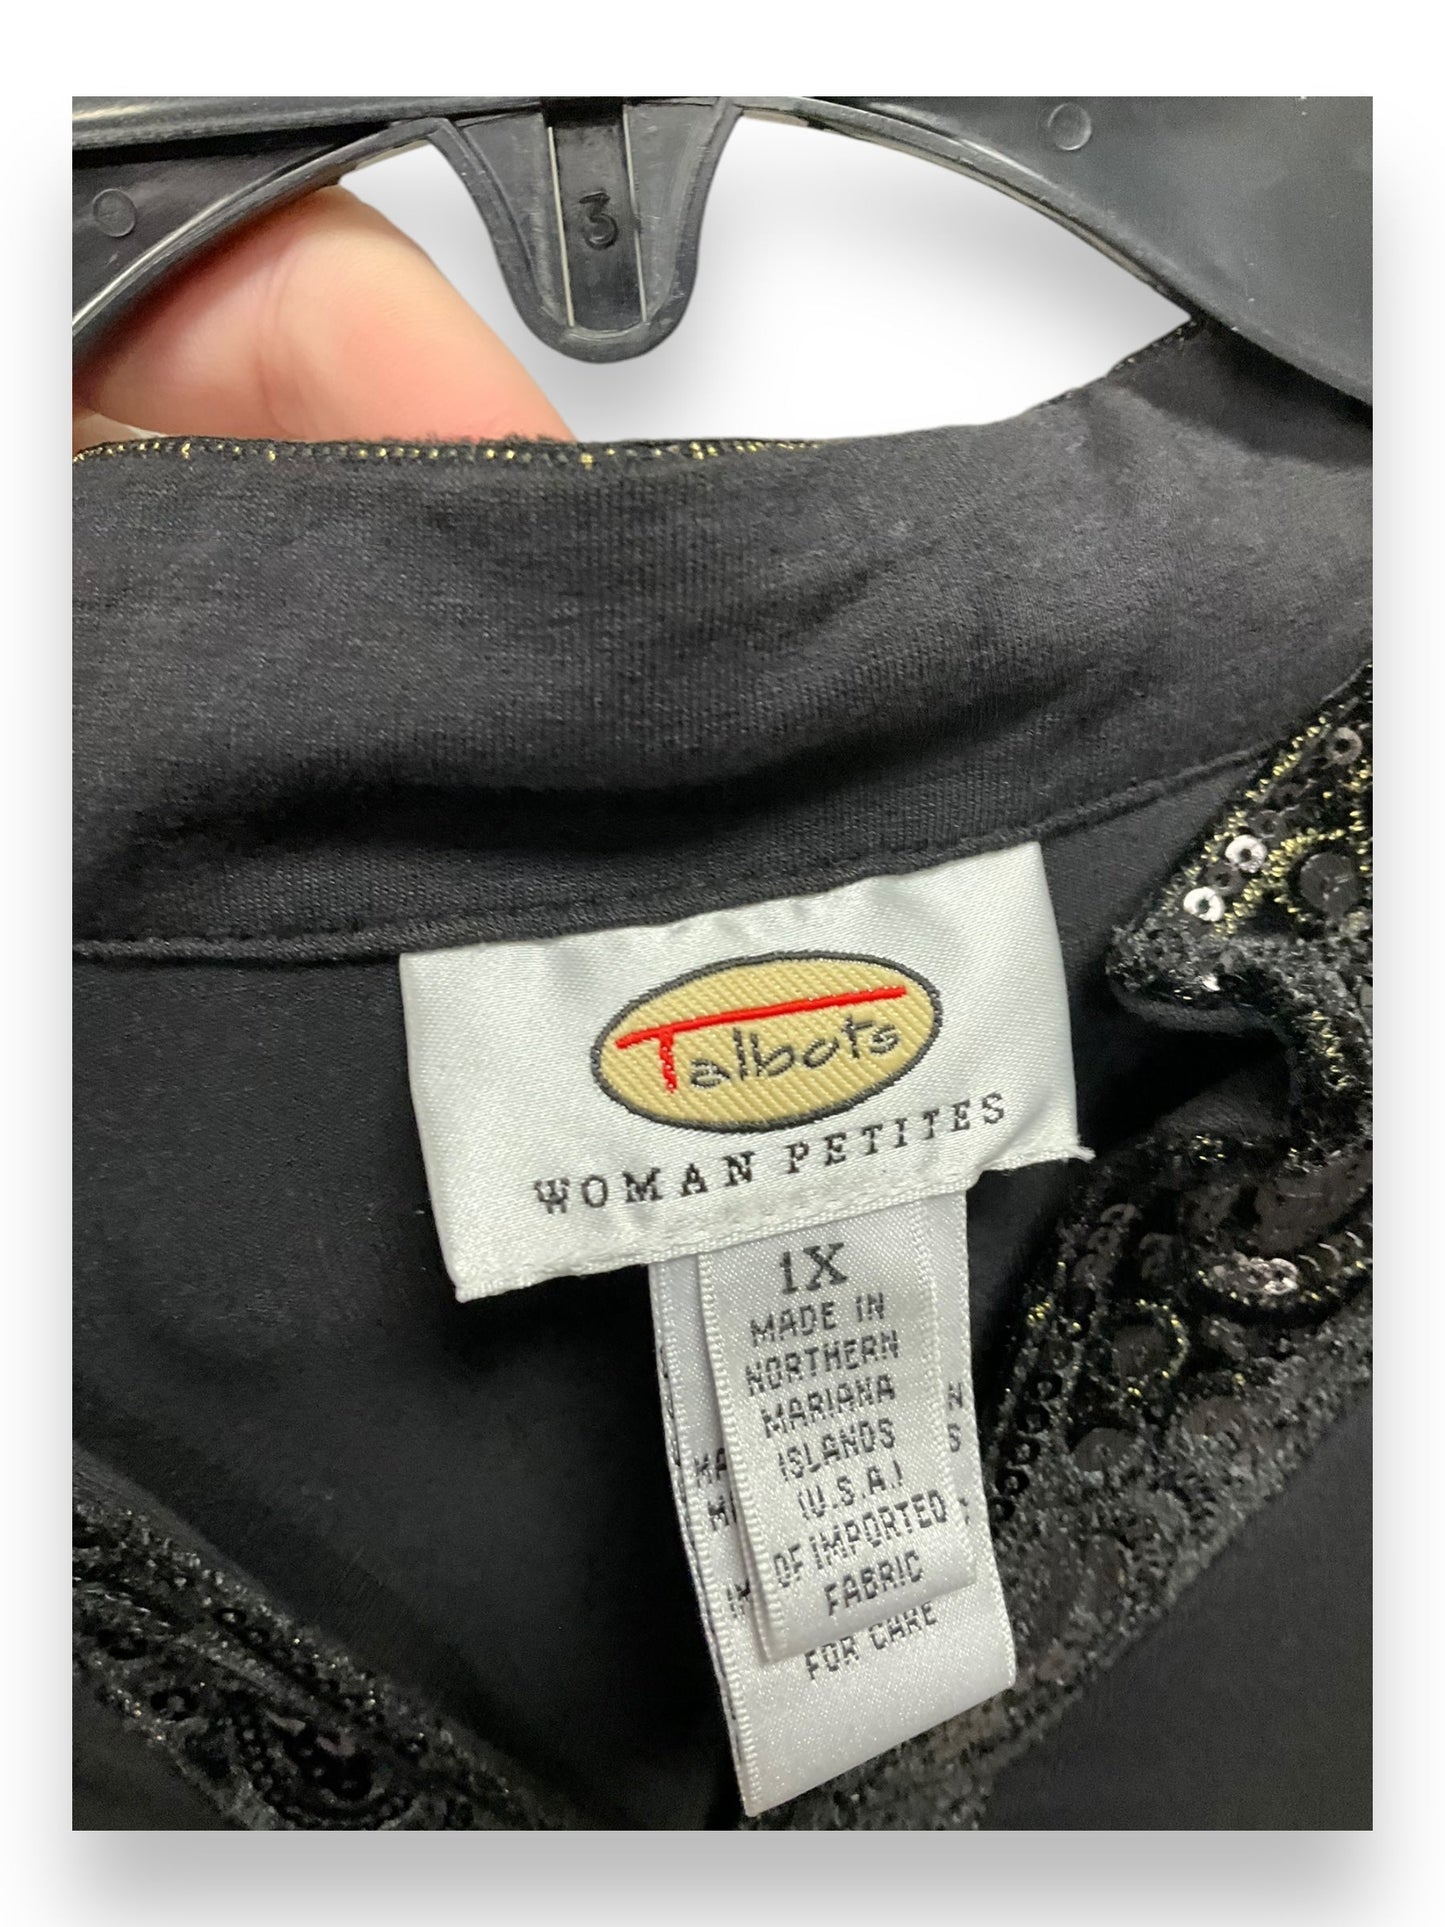 3
Talbots
WOMAN PETITES
1X
MADE IN
NORTHERN
MARIANA
ISLANDS
(U.S.A.)
OF IMPORTED
FABRIC
FOR CARE